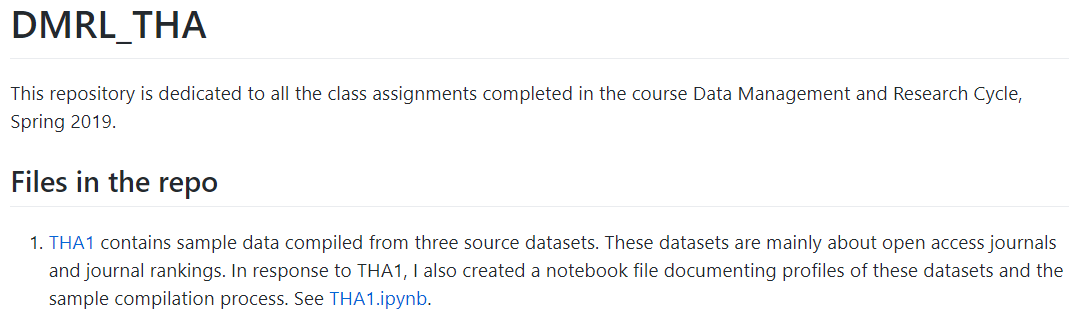 DMRL_THA
This repository is dedicated to all the class assignments completed in the course Data Management and Research Cycle,
Spring 2019.
Files in the repo
1. THA1 contains sample data compiled from three source datasets. These datasets are mainly about open access journals
and journal rankings. In response to THA1, I also created a notebook file documenting profiles of these datasets and the
sample compilation process. See THA1.ipynb.